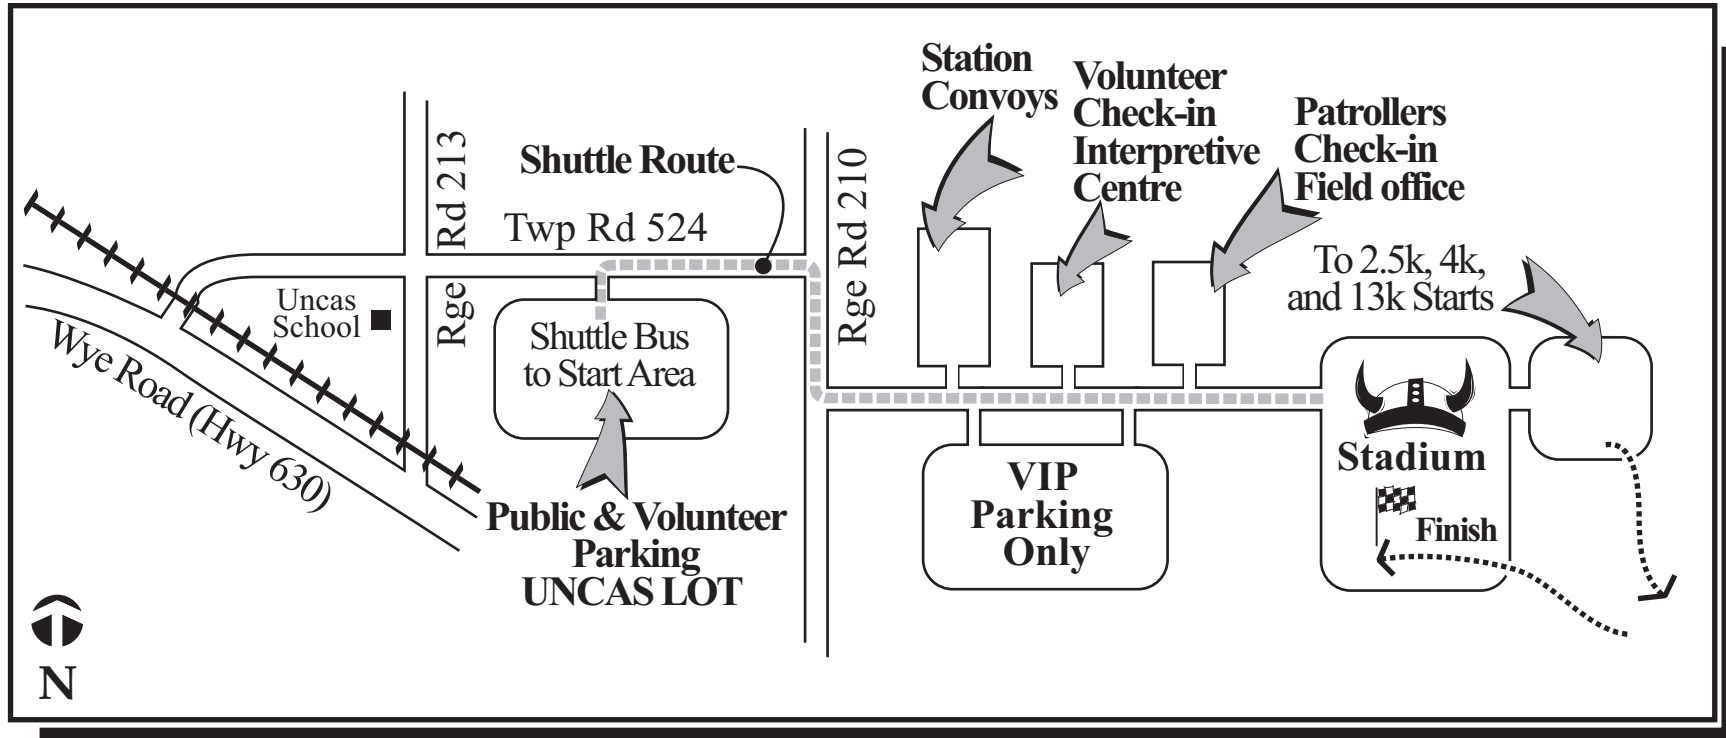 Station
Convoys
Volunteer
Check-in
Interpretive
Centre
Patrollers
Check-in
Field office
Rge Rd 213
Shuttle Route
Twp Rd 524
Rge Rd 210
To 2.5k, 4k,
and 13k Starts
Uncas
School
Shuttle Bus
to Start Area
Wye Road (Hwy 630)
Public & Volunteer
Parking
UNCAS LOT
VIP
Parking
Only
Stadium
Finish
N